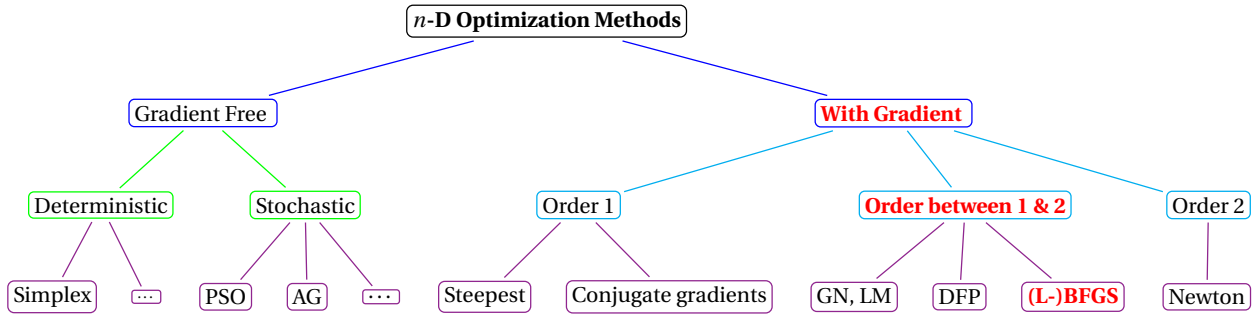 n-D Optimization Methods
Gradient Free
With Gradient
Deterministic
Stochastic
Order 1
Order between 1 & 2
Order 2
Simplex
...
PSO
AG
...
Steepest
Conjugate gradients
GN, LM
DFP
(L-)BFGS
Newton